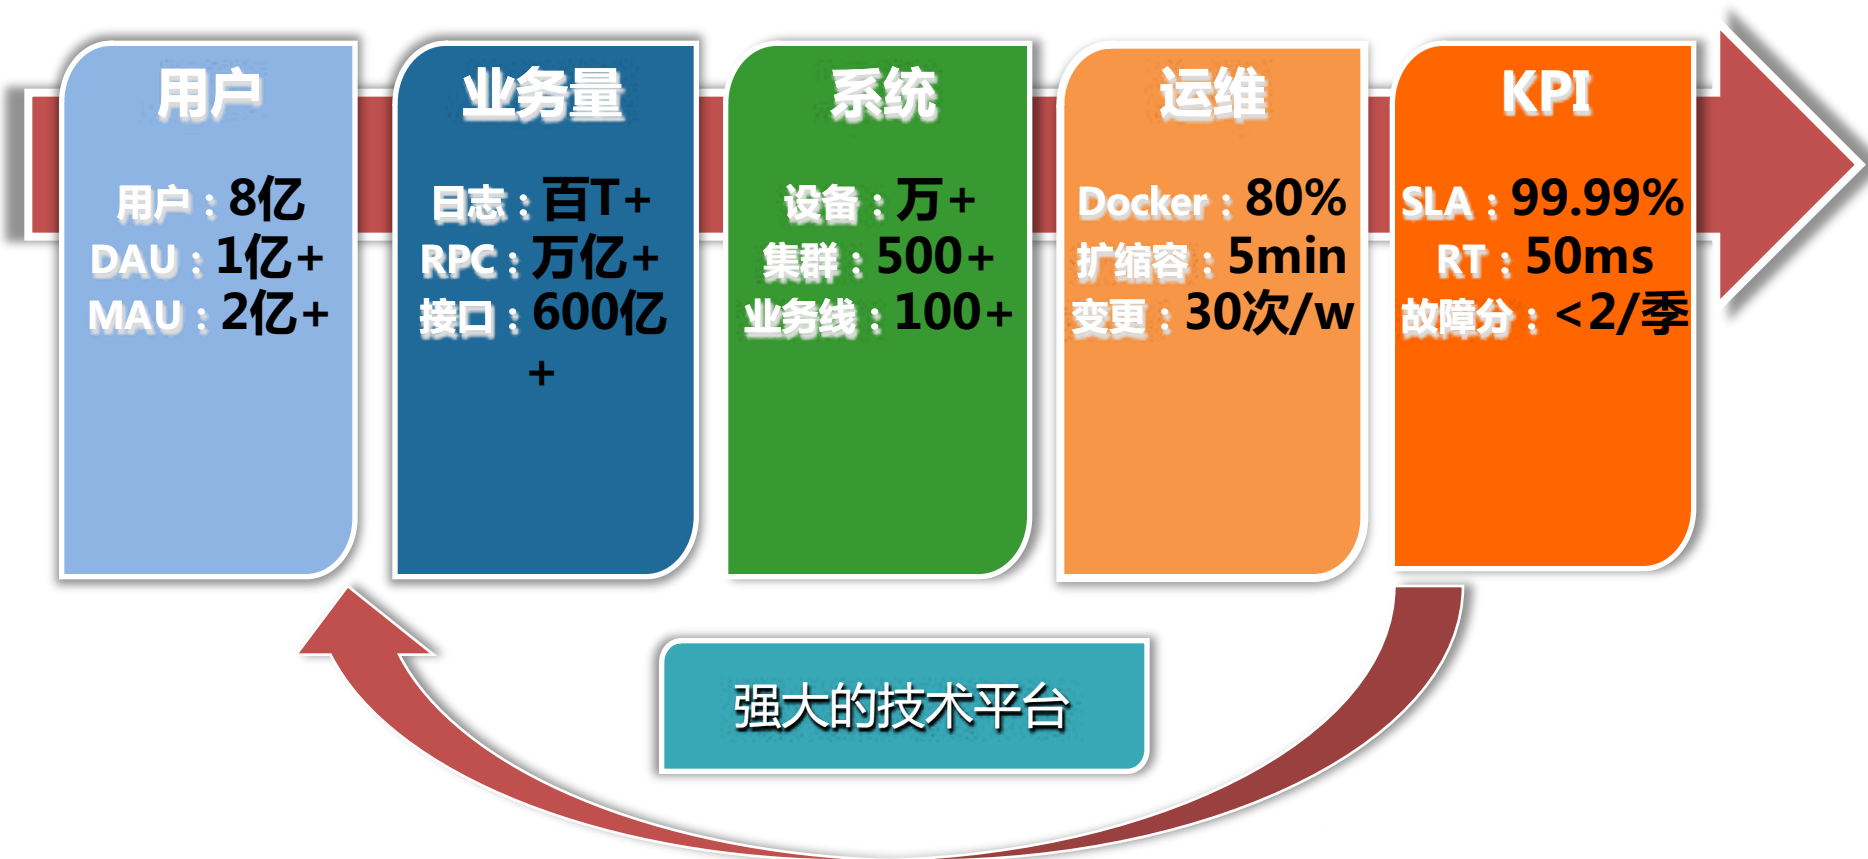 用户
用户：8亿
DAU：1亿+
MAU：2亿+
业务量
日志：百T+
RPC：万亿+
接口：600亿
+
系统
设备：万+
集群：500+
业务线：100+
运维
Docker：80%
扩缩容：5min
变更：30次/w
KPI
SLA：99.99%
RT：50ms
故障分：<2/季
强大的技术平台